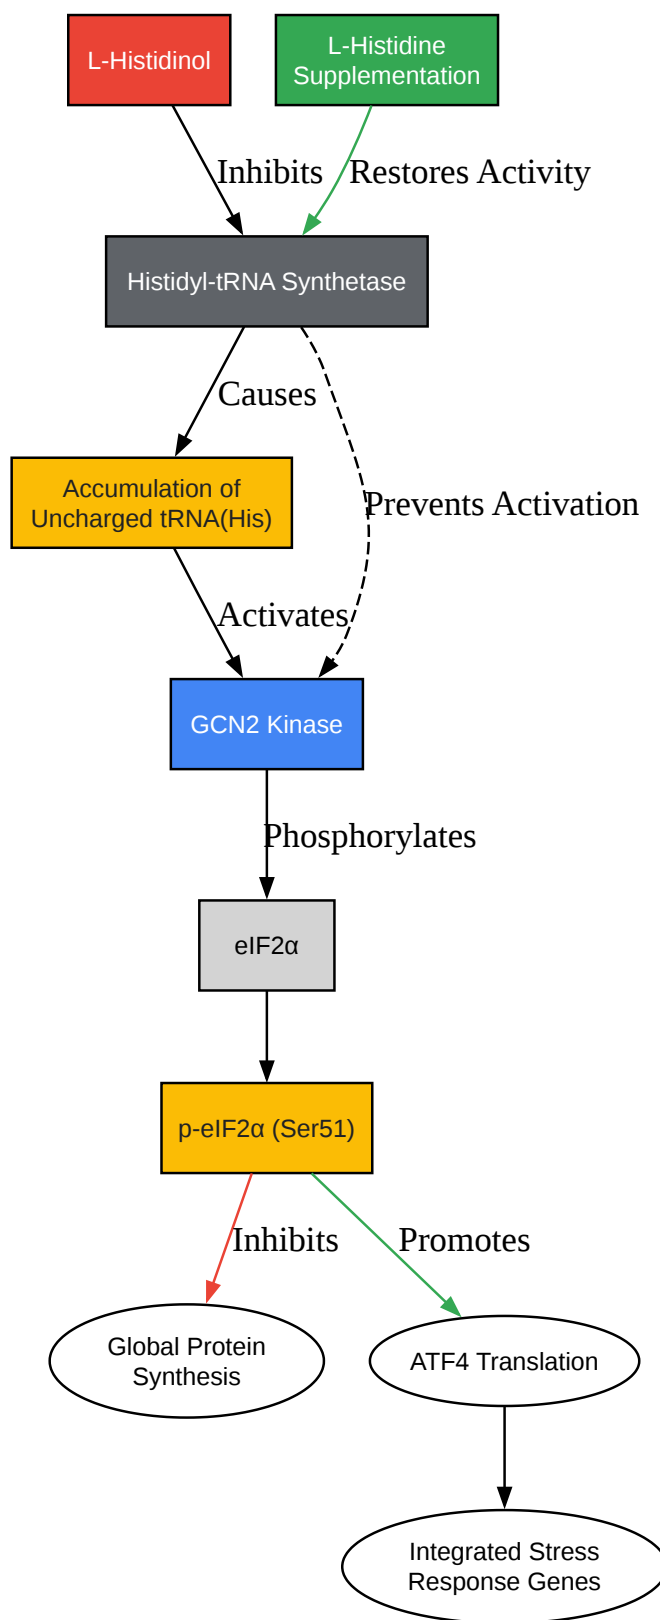 L-Histidinol
L-Histidine
Supplementation
Inhibits
Restores Activity
Histidyl-tRNA Synthetase
Causes
Accumulation of
Uncharged tRNA(His)
Prevents Activation
Activates
GCN2 Kinase
Phosphorylates
eIF2α
p-eIF2α (Ser51)
Inhibits
Promotes
Global Protein
Synthesis
ATF4 Translation
Integrated Stress
Response Genes